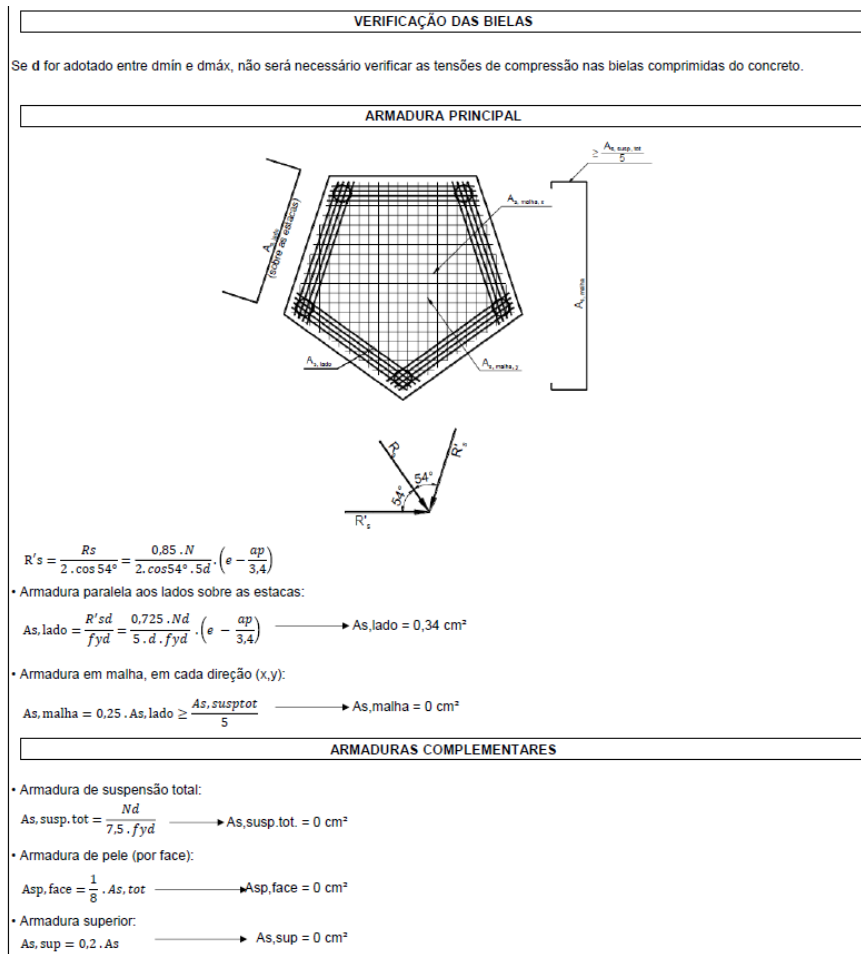 VERIFICAÇÃO DAS BIELAS
Se d for adotado entre dmín e dmáx, não será necessário verificar as tensões de compressão nas bielas comprimidas do concreto.
ARMADURA PRINCIPAL
≥ As, susp, tot / 5
As, malha, x
As, lado
(sobre as estacas)
As, malha
As, lado
As, malha, y
Rs
R's
54°
54°
R's
R's = Rs / (2 . cos 54°) = 0,85 . N / (2. cos54° . 5d) . (e − ap/3,4)
• Armadura paralela aos lados sobre as estacas:
As, lado = R'sd / fyd = 0,725 . Nd / (5 . d . fyd) . (e − ap/3,4) As,lado = 0,34 cm²
• Armadura em malha, em cada direção (x,y):
As, malha = 0,25 . As, lado ≥ As, susptot / 5 As,malha = 0 cm²
ARMADURAS COMPLEMENTARES
• Armadura de suspensão total:
As, susp. tot = Nd / (7,5 . fyd) As,susp.tot. = 0 cm²
• Armadura de pele (por face):
Asp, face = 1/8 . As, tot Asp,face = 0 cm²
• Armadura superior:
As, sup = 0,2 . As As,sup = 0 cm²